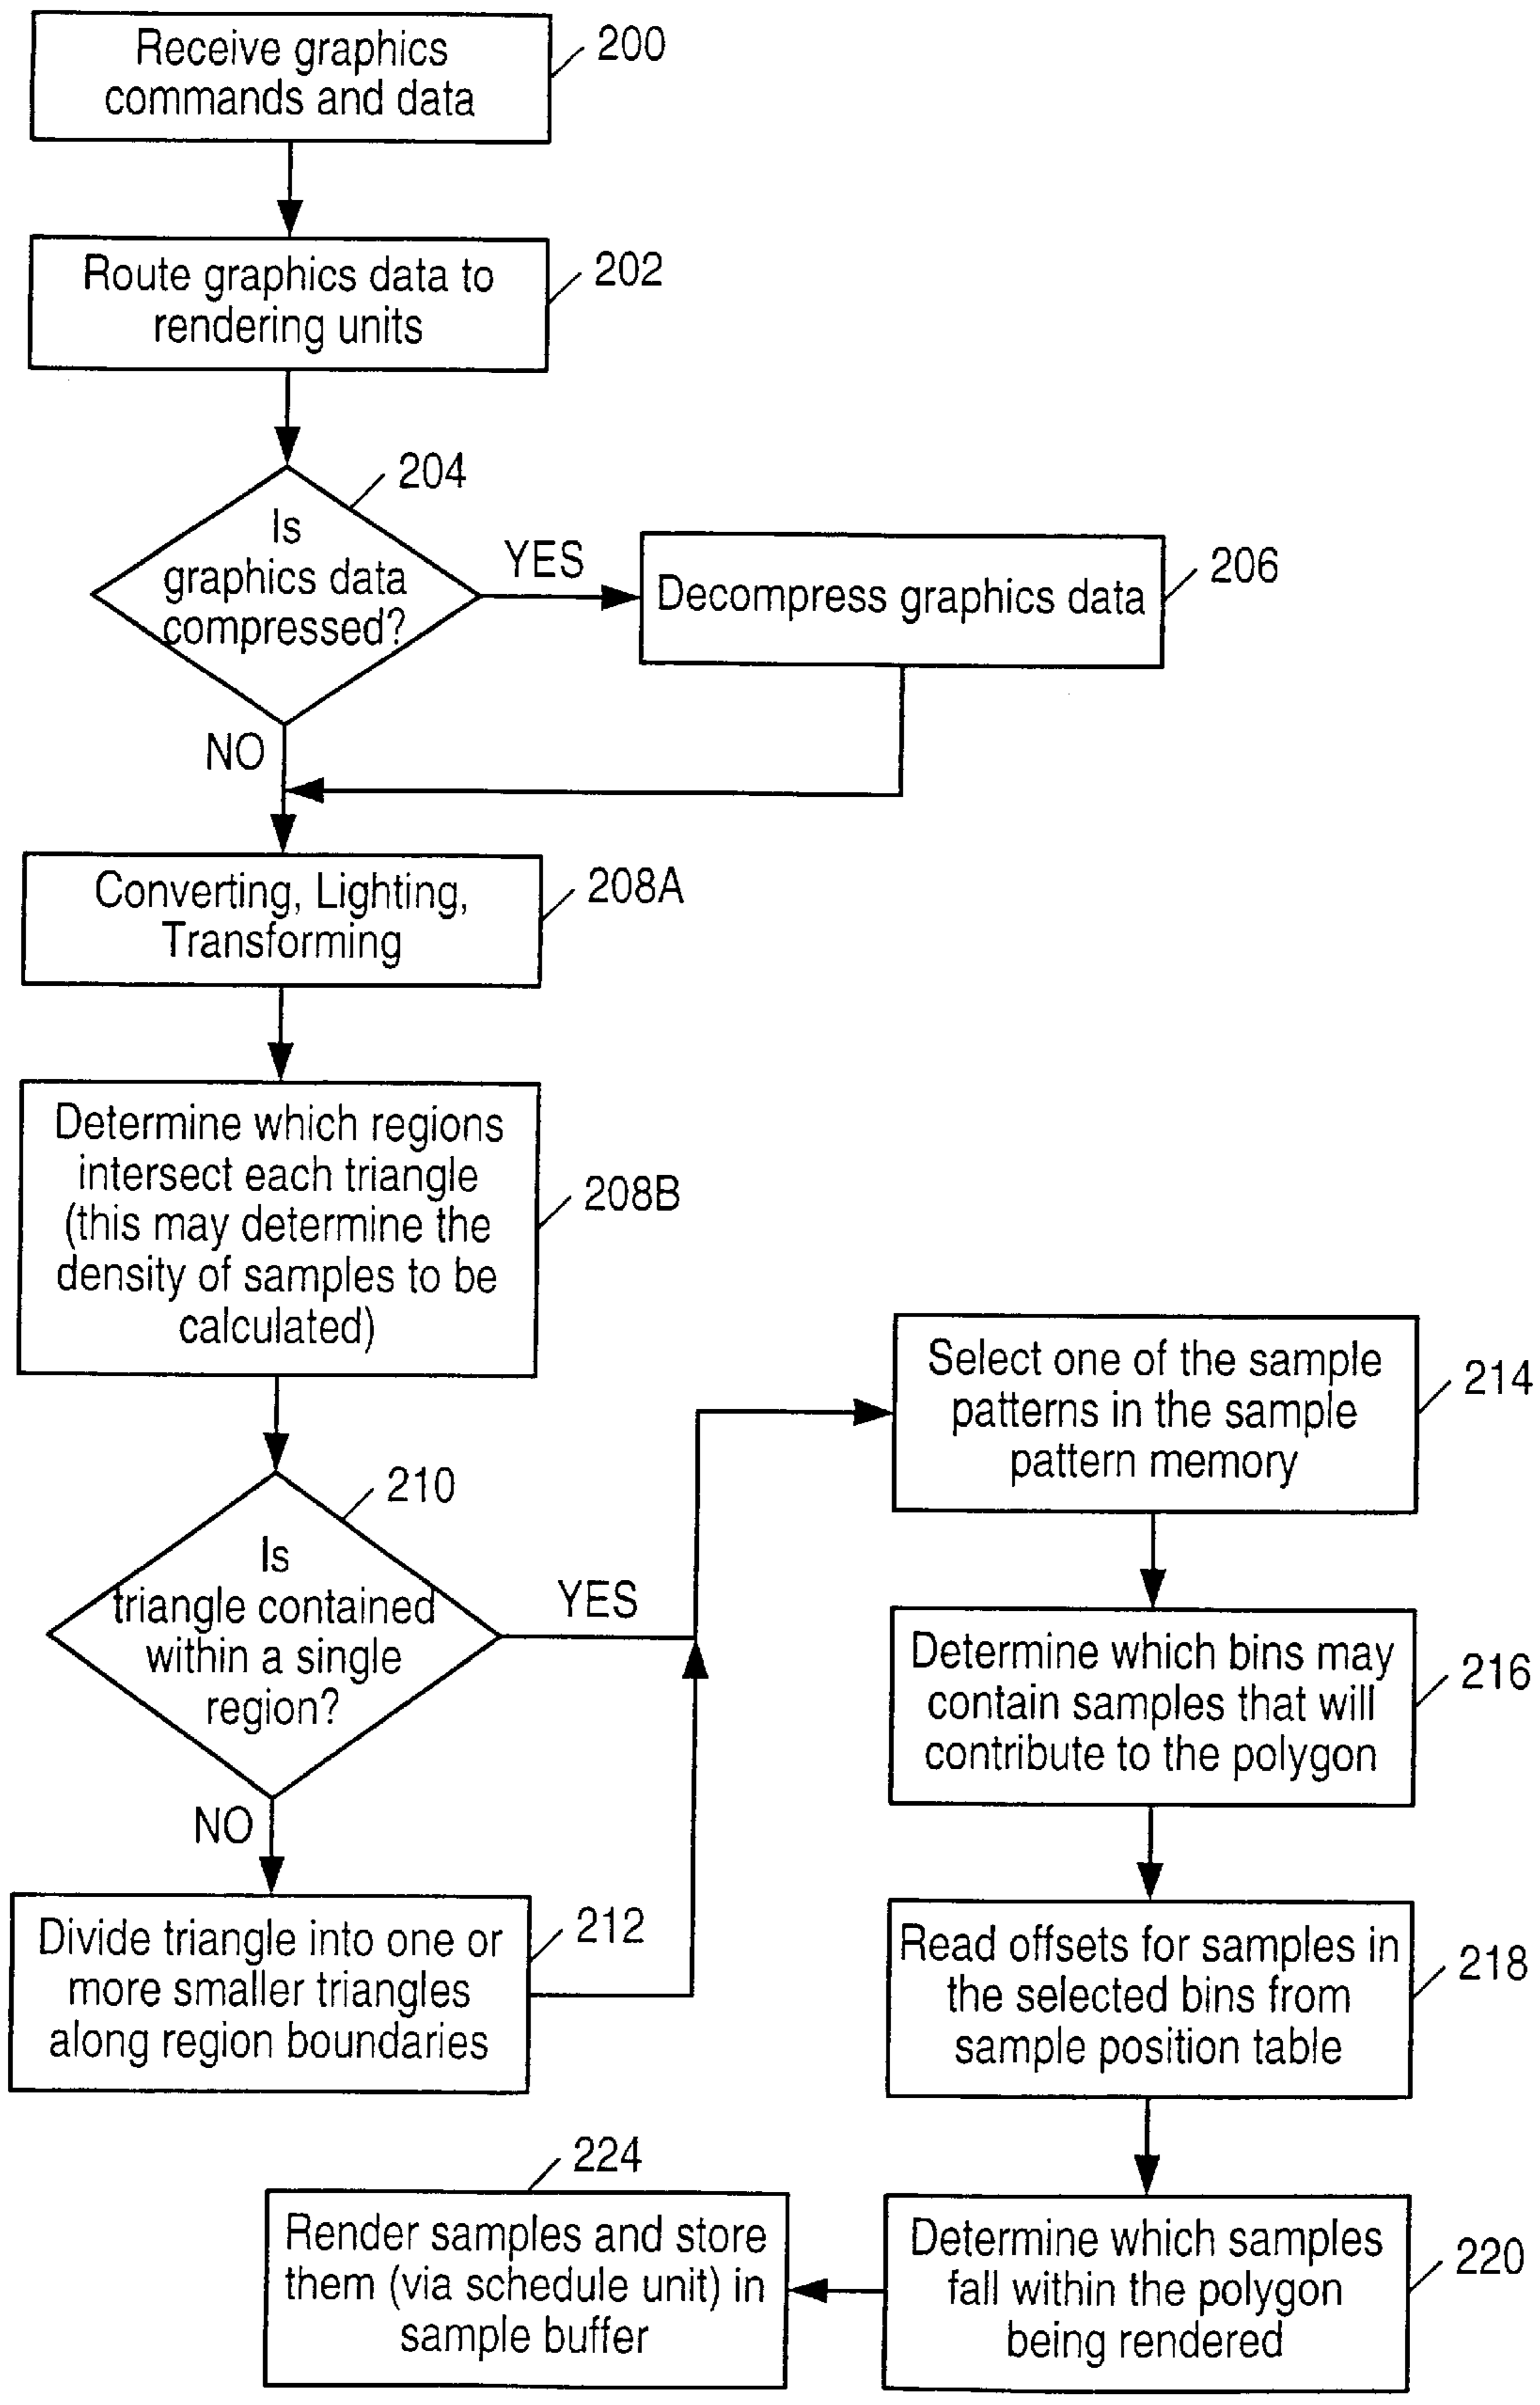 Receive graphics
commands and data
200
Route graphics data to
rendering units
202
204
Is
graphics data
compressed?
YES
NO
Decompress graphics data
206
Converting, Lighting,
Transforming
208A
Determine which regions
intersect each triangle
(this may determine the
density of samples to be
calculated)
208B
210
Is
triangle contained
within a single
region?
YES
NO
Divide triangle into one or
more smaller triangles
along region boundaries
212
Select one of the sample
patterns in the sample
pattern memory
214
Determine which bins may
contain samples that will
contribute to the polygon
216
Read offsets for samples in
the selected bins from
sample position table
218
Determine which samples
fall within the polygon
being rendered
220
224
Render samples and store
them (via schedule unit) in
sample buffer